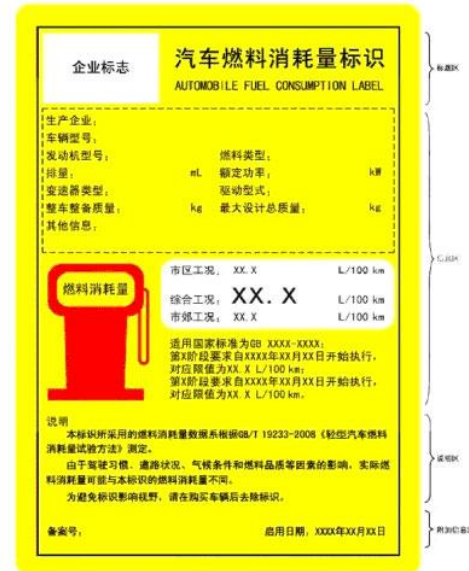 企业标志
汽车燃料消耗量标识
AUTOMOBILE FUEL CONSUMPTION LABEL
标题区
生产企业:
车辆型号:
发动机型号: 燃料类型:
排量: mL 额定功率: kW
变速器类型: 驱动型式:
整车整备质量: kg 最大设计总质量: kg
其他信息:
信息区
燃料消耗量
市区工况: XX.X L/100 km
综合工况: XX.X L/100 km
市郊工况: XX.X L/100 km
适用国家标准为GB XXXX-XXXX:
第X阶段要求自XXXX年XX月XX日开始执行,
对应限值为XX.X L/100 km;
第X阶段要求自XXXX年XX月XX日开始执行,
对应限值为XX.X L/100 km。
说明
本标识所采用的燃料消耗量数据系根据GB/T 19233-2008《轻型汽车燃
料消耗量试验方法》测定。
由于驾驶习惯、道路状况、气候条件和燃料品质等因素的影响,实际燃
料消耗量可能与本标识的燃料消耗量不同。
为避免标识影响视野,请在购买车辆后去除标识。
说明区
备案号: 启用日期: XXXX年XX月XX日
附加信息区